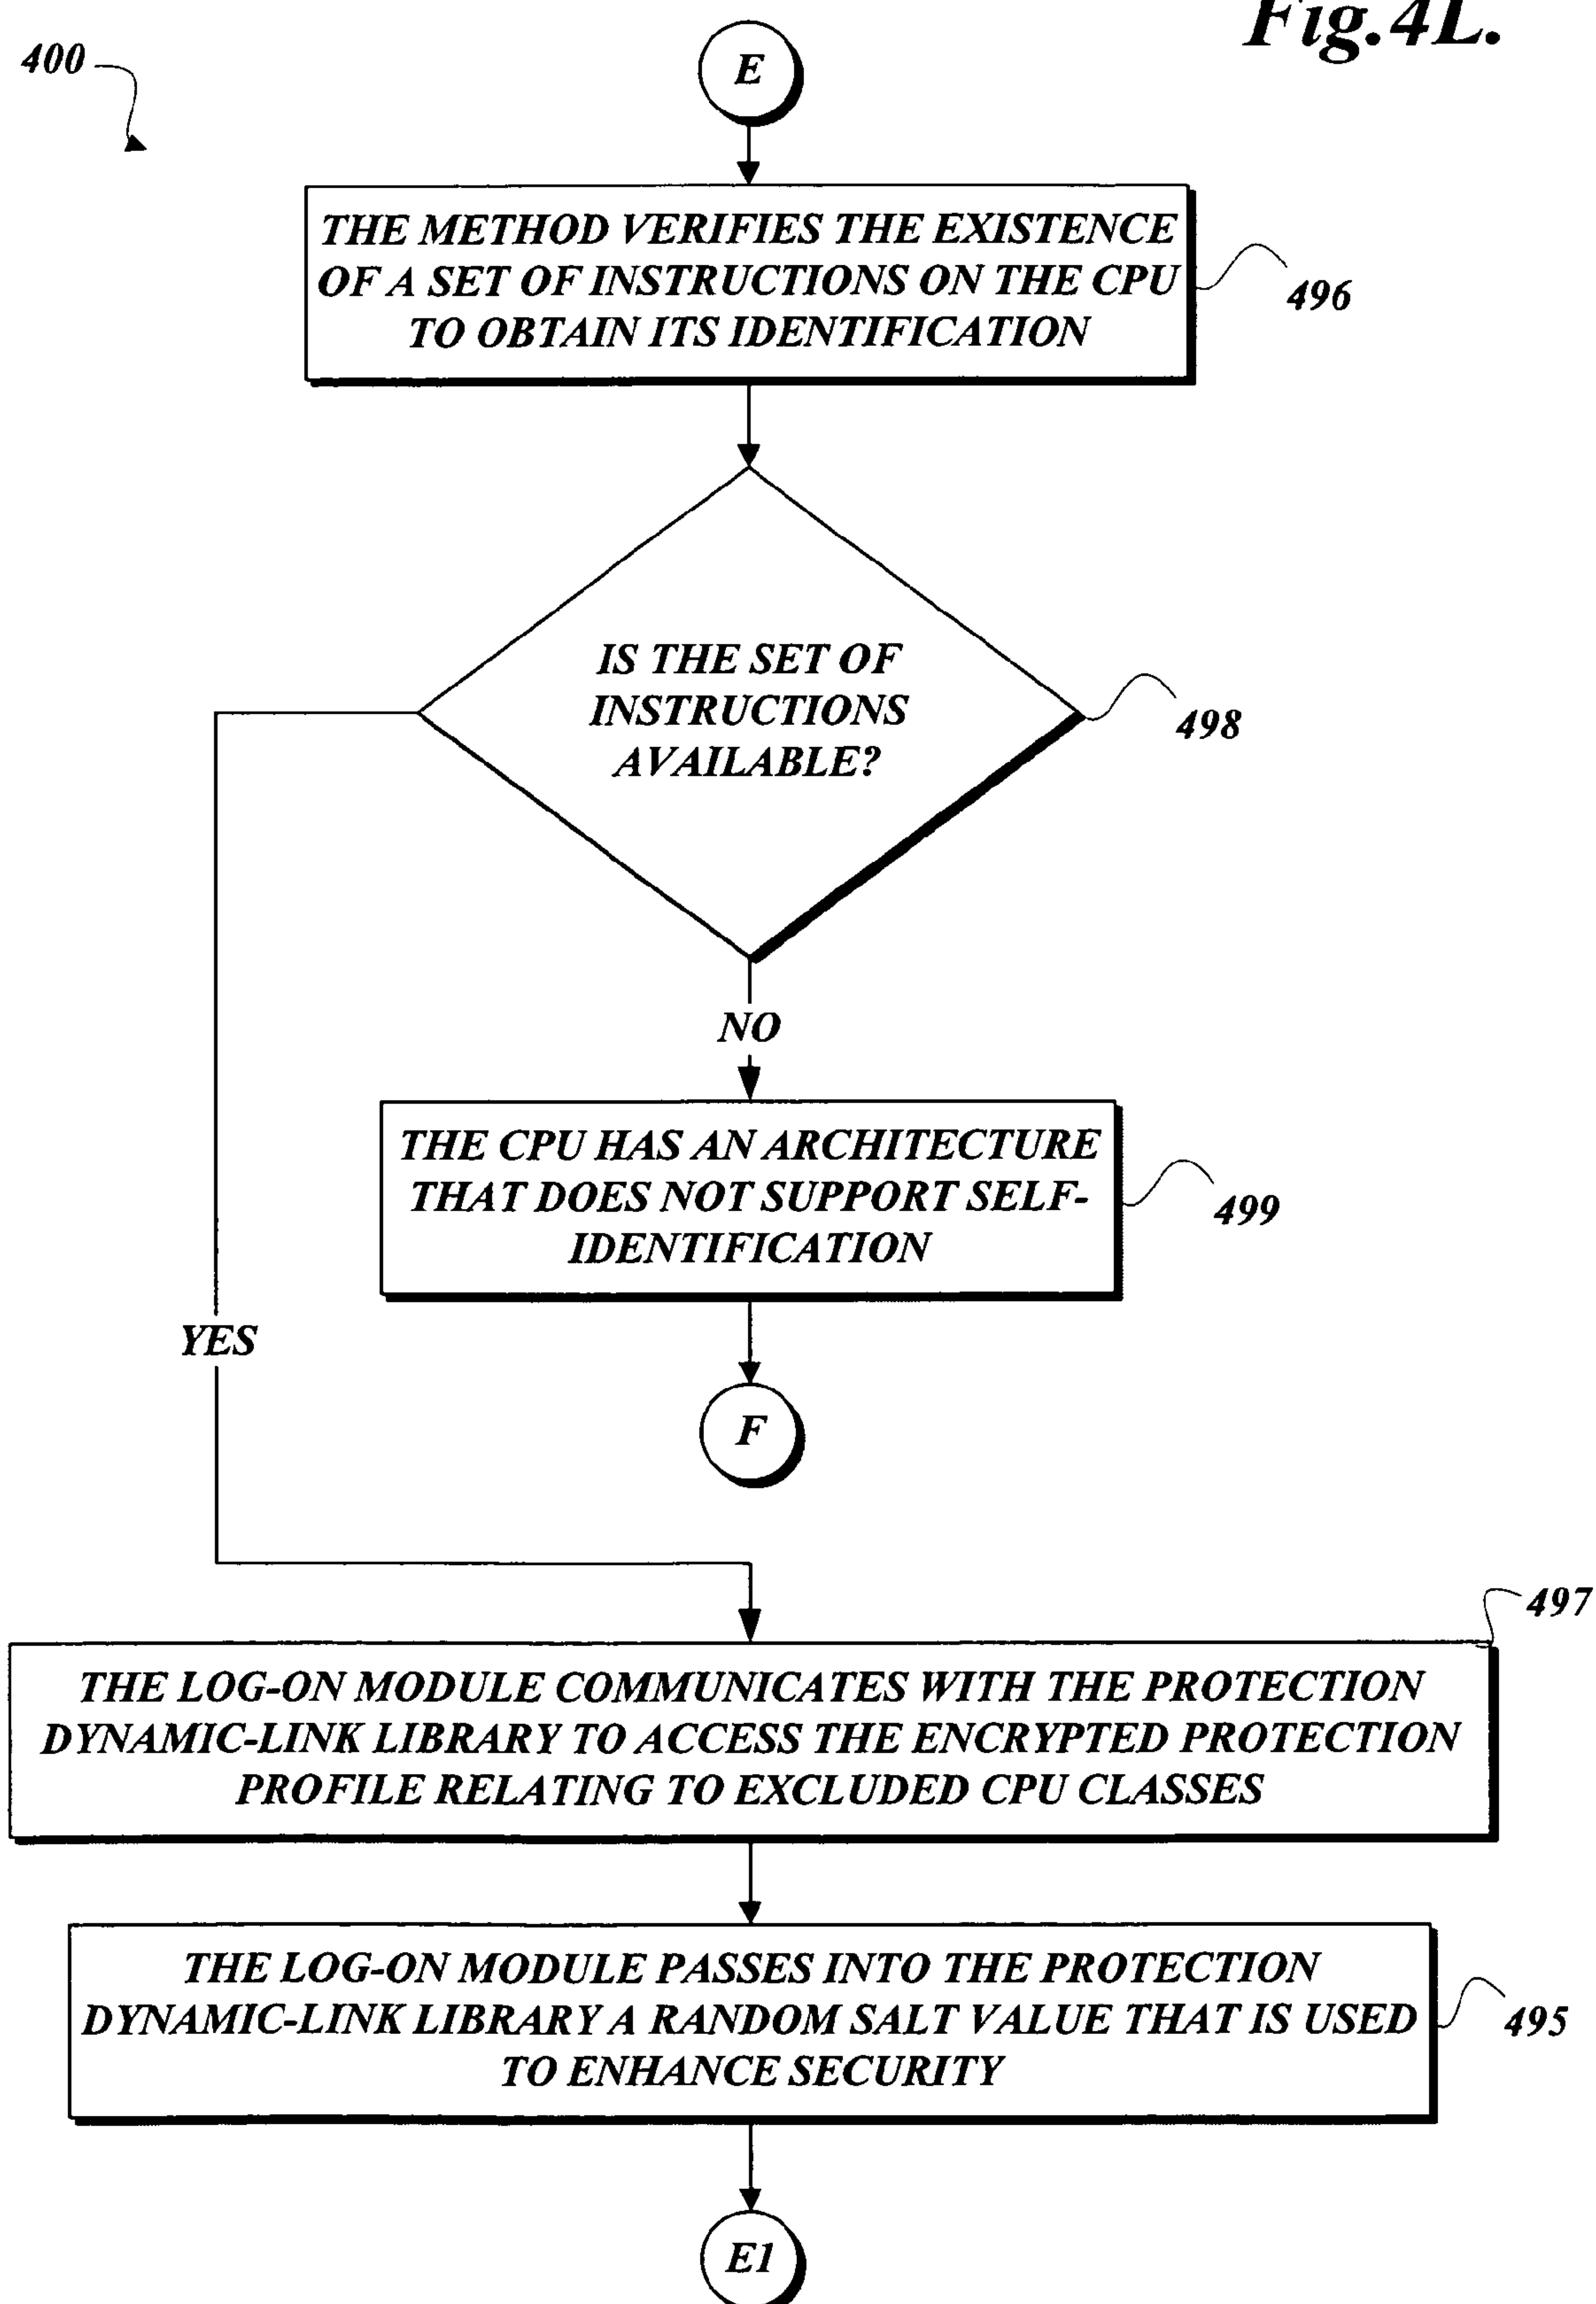 Fig.4L.
400
E
THE METHOD VERIFIES THE EXISTENCE
OF A SET OF INSTRUCTIONS ON THE CPU
TO OBTAIN ITS IDENTIFICATION
496
IS THE SET OF
INSTRUCTIONS
AVAILABLE?
498
NO
THE CPU HAS AN ARCHITECTURE
THAT DOES NOT SUPPORT SELF-
IDENTIFICATION
499
YES
F
497
THE LOG-ON MODULE COMMUNICATES WITH THE PROTECTION
DYNAMIC-LINK LIBRARY TO ACCESS THE ENCRYPTED PROTECTION
PROFILE RELATING TO EXCLUDED CPU CLASSES
THE LOG-ON MODULE PASSES INTO THE PROTECTION
DYNAMIC-LINK LIBRARY A RANDOM SALT VALUE THAT IS USED
TO ENHANCE SECURITY
495
E1